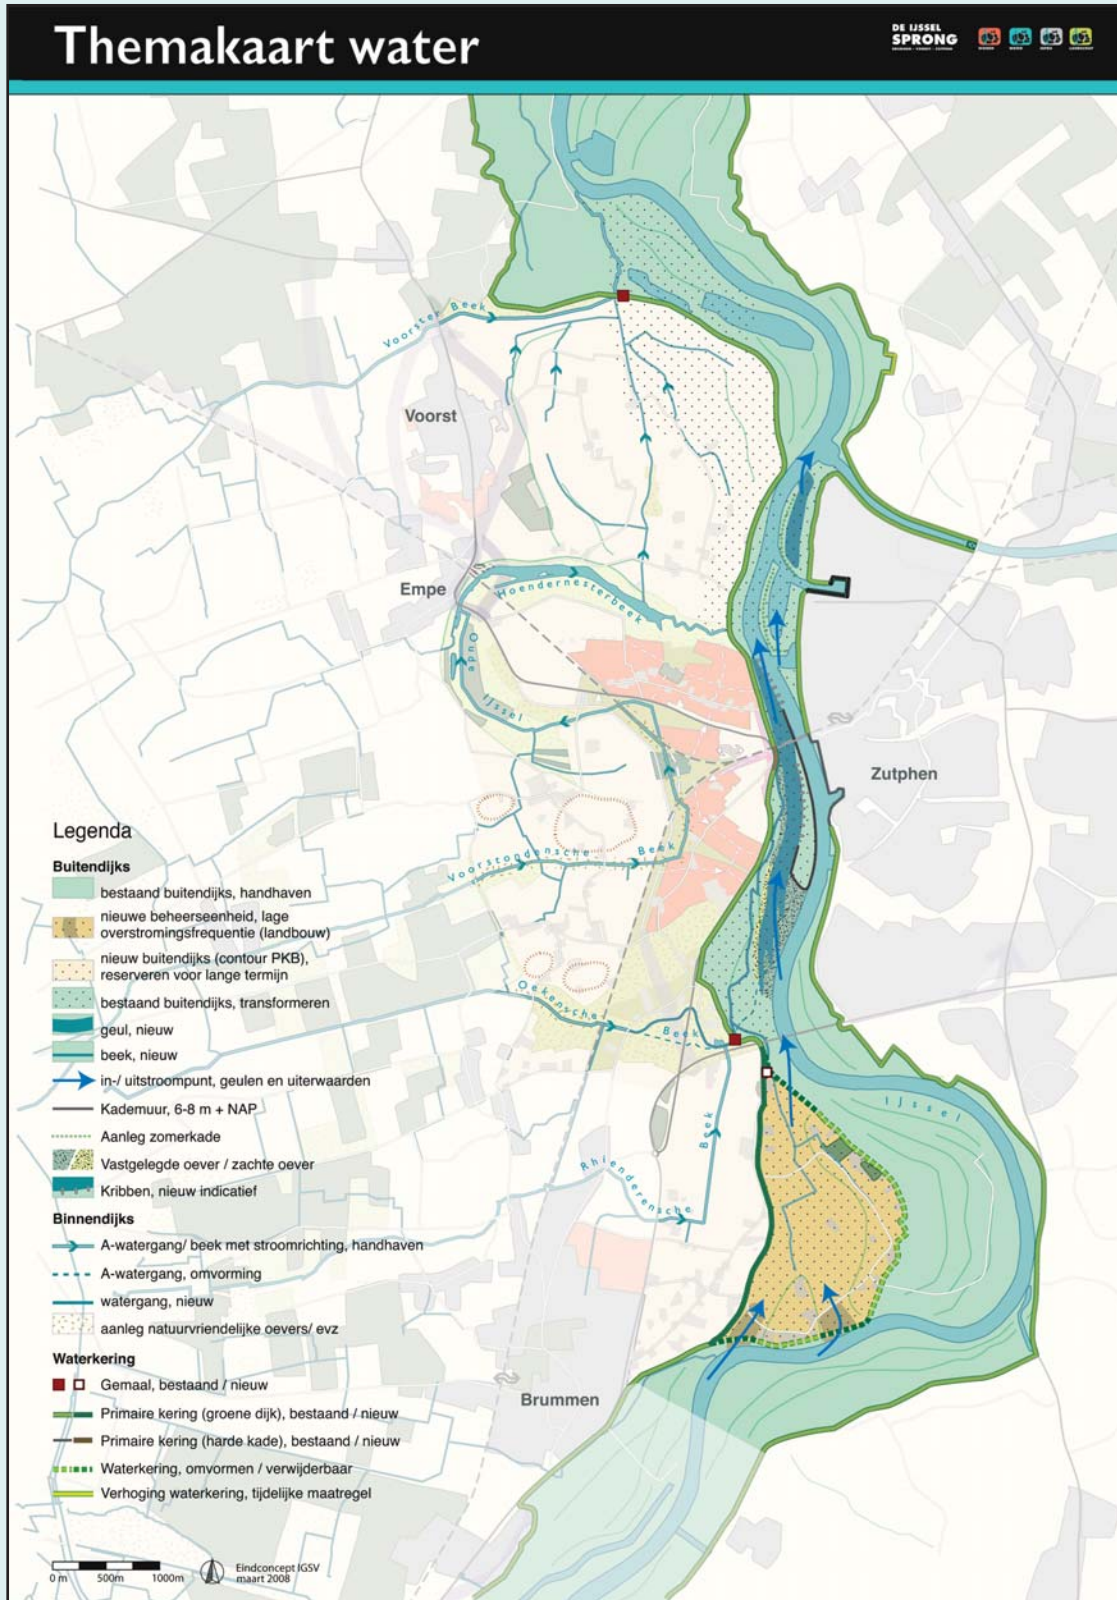 Themakaart water
DE IJSSEL
SPRONG
Voorster Beek
Voorst
Empe
Hoendernesterbeek
Oude
IJssel
Zutphen
Voorstondensche Beek
Oekensche
Beek
IJssel
Rhienderensche
Beek
Brummen
Legenda
Buitendijks
bestaand buitendijks, handhaven
nieuwe beheerseenheid, lage
overstromingsfrequentie (landbouw)
nieuw buitendijks (contour PKB),
reserveren voor lange termijn
bestaand buitendijks, transformeren
geul, nieuw
beek, nieuw
in-/ uitstroompunt, geulen en uiterwaarden
Kademuur, 6-8 m + NAP
Aanleg zomerkade
Vastgelegde oever / zachte oever
Kribben, nieuw indicatief
Binnendijks
A-watergang/ beek met stroomrichting, handhaven
A-watergang, omvorming
watergang, nieuw
aanleg natuurvriendelijke oevers/ evz
Waterkering
Gemaal, bestaand / nieuw
Primaire kering (groene dijk), bestaand / nieuw
Primaire kering (harde kade), bestaand / nieuw
Waterkering, omvormen / verwijderbaar
Verhoging waterkering, tijdelijke maatregel
0 m 500m 1000m
Eindconcept IGSV
maart 2008